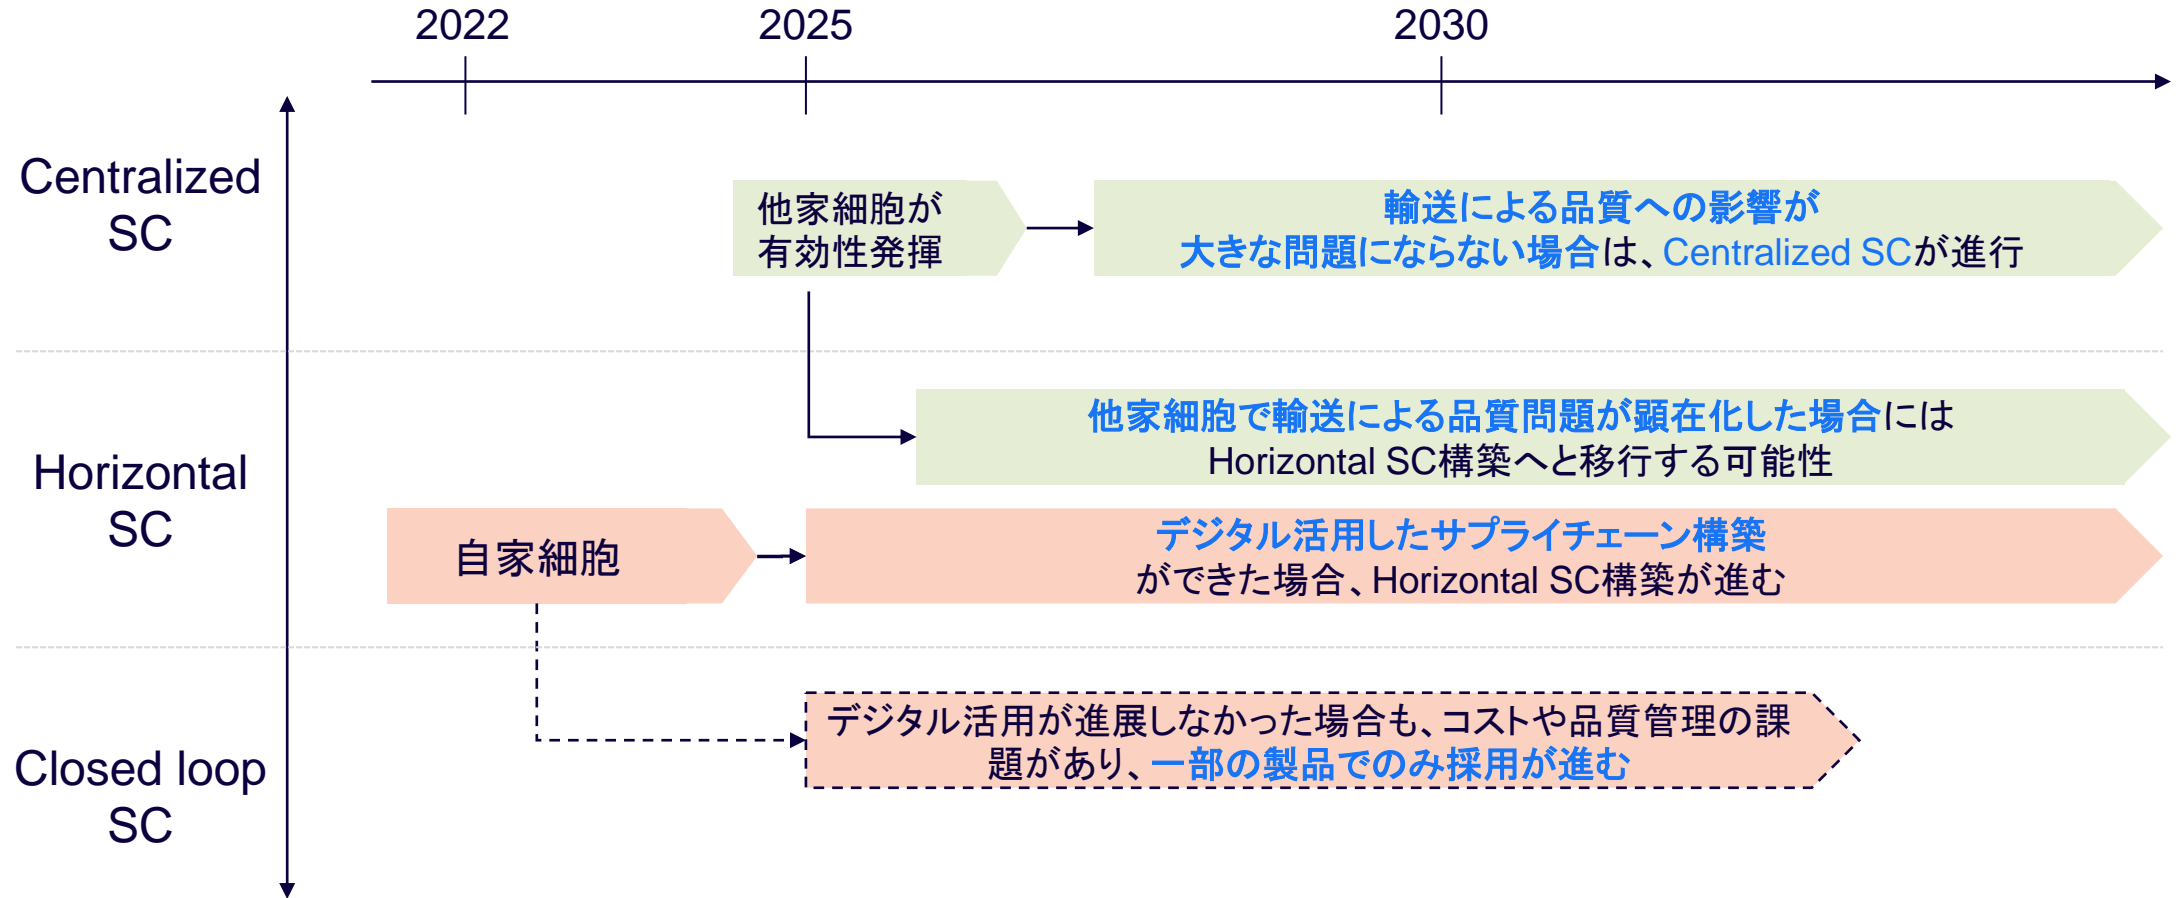 2022
2025
2030
Centralized
SC
他家細胞が
有効性発揮
輸送による品質への影響が
大きな問題にならない場合は、Centralized SCが進行
Horizontal
SC
他家細胞で輸送による品質問題が顕在化した場合には
Horizontal SC構築へと移行する可能性
自家細胞
デジタル活用したサプライチェーン構築
ができた場合、Horizontal SC構築が進む
Closed loop
SC
デジタル活用が進展しなかった場合も、コストや品質管理の課
題があり、一部の製品でのみ採用が進む